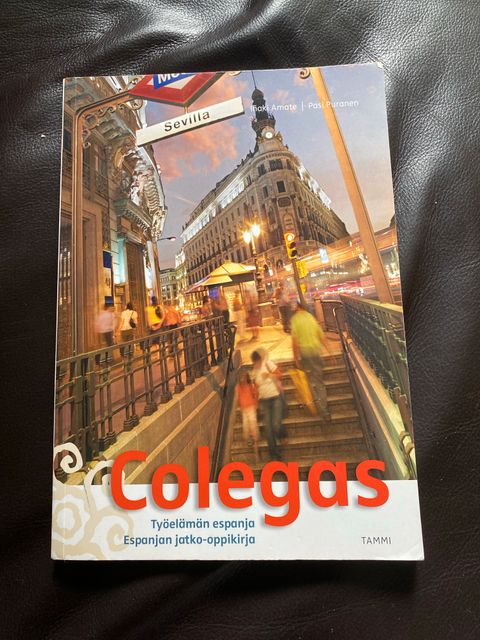 Sevilla
Iñaki Amate | Pasi Puranen
Colegas
Työelämän espanja
Espanjan jatko-oppikirja
TAMMI